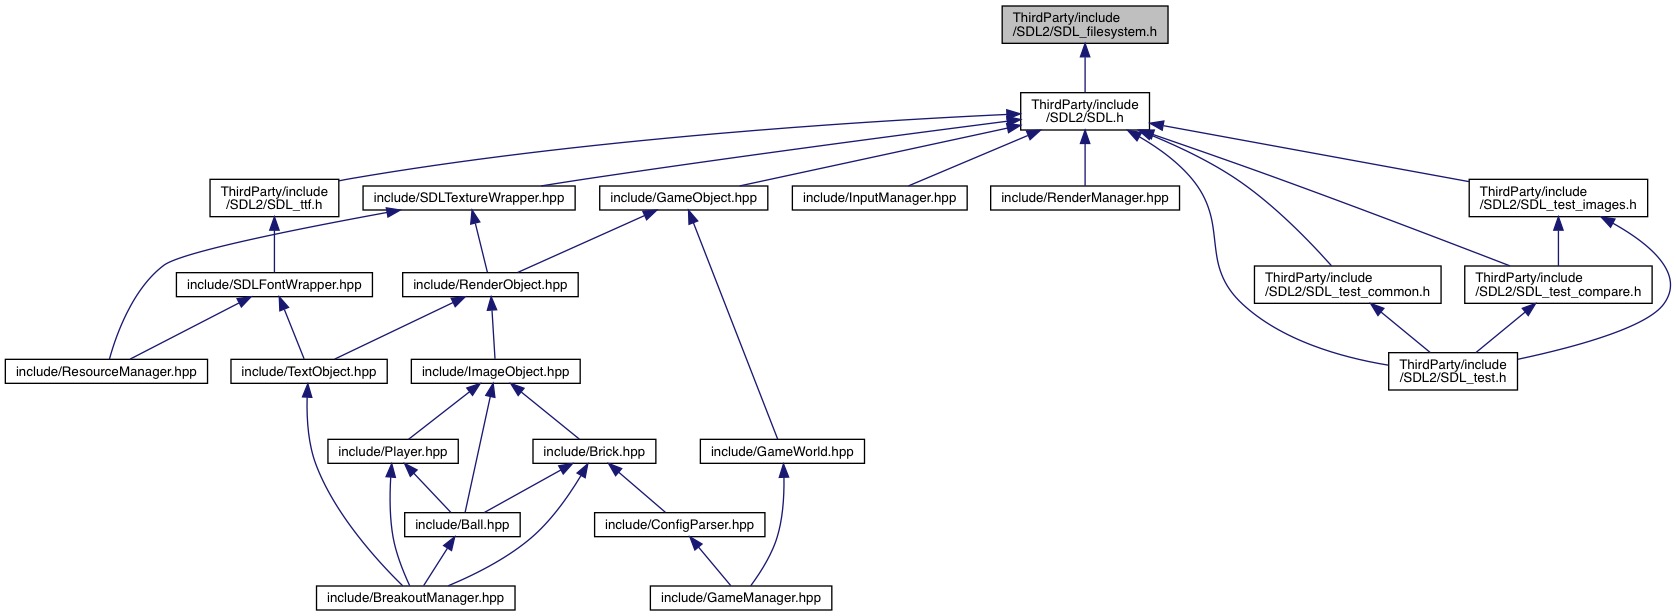 ThirdParty/include
/SDL2/SDL_filesystem.h
ThirdParty/include
/SDL2/SDL.h
ThirdParty/include
/SDL2/SDL_ttf.h
include/SDLTextureWrapper.hpp
include/GameObject.hpp
include/InputManager.hpp
include/RenderManager.hpp
ThirdParty/include
/SDL2/SDL_test_images.h
include/SDLFontWrapper.hpp
include/RenderObject.hpp
ThirdParty/include
/SDL2/SDL_test_common.h
ThirdParty/include
/SDL2/SDL_test_compare.h
include/ResourceManager.hpp
include/TextObject.hpp
include/ImageObject.hpp
ThirdParty/include
/SDL2/SDL_test.h
include/Player.hpp
include/Brick.hpp
include/GameWorld.hpp
include/Ball.hpp
include/ConfigParser.hpp
include/BreakoutManager.hpp
include/GameManager.hpp